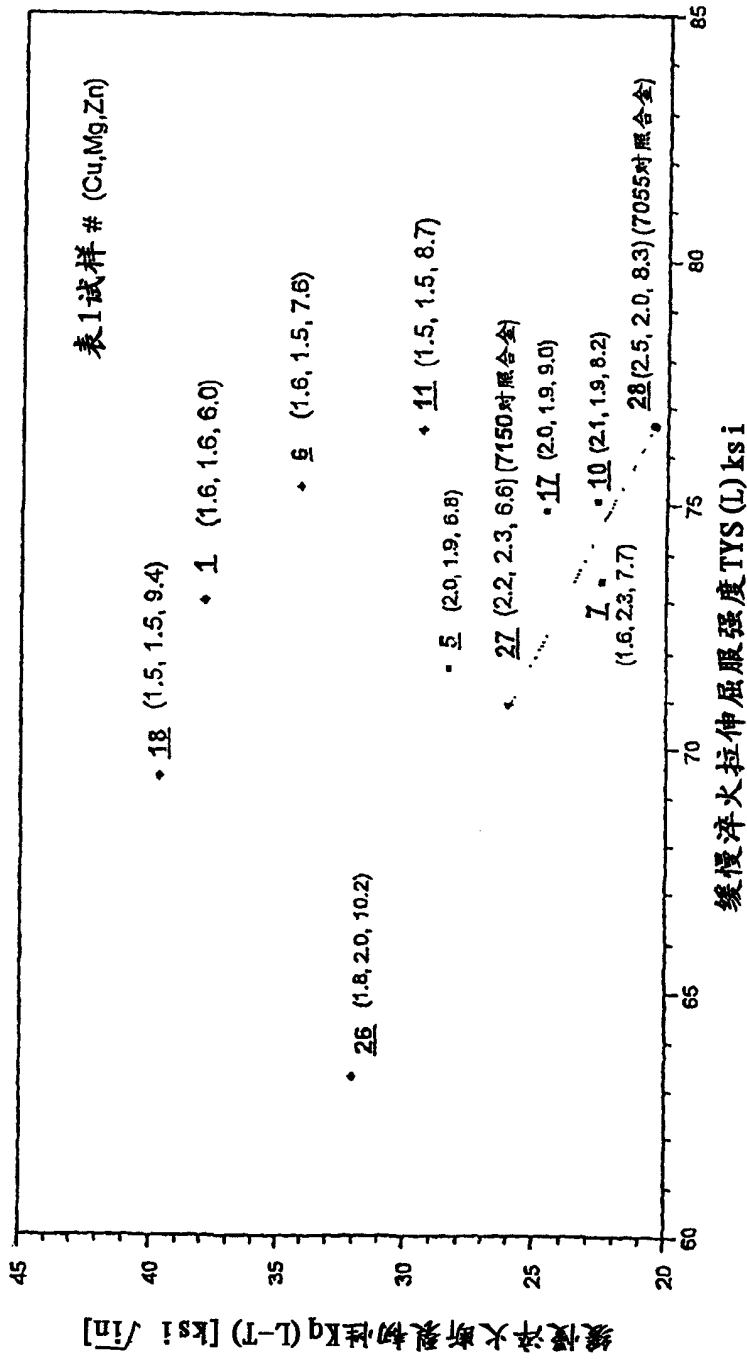 表1试样 # (Cu,Mg,Zn)
18 (1.5, 1.5, 9.4)
1 (1.6, 1.6, 6.0)
6 (1.6, 1.5, 7.6)
26 (1.8, 2.0, 10.2)
11 (1.5, 1.5, 8.7)
5 (2.0, 1.9, 6.8)
27 (2.2, 2.3, 6.6) (7150对照合金)
17 (2.0, 1.9, 9.0)
10 (2.1, 1.9, 8.2)
7
(1.6, 2.3, 7.7)
28 (2.5, 2.0, 8.3) (7055对照合金)
45
40
35
30
25
20
60
65
70
75
80
85
缓慢淬火断裂韧性Kq(L-T) [ksi √in]
缓慢淬火拉伸屈服强度TYS(L)ksi